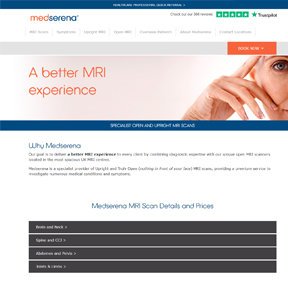 HEALTHCARE PROFESSIONAL QUICK REFERRAL >
medserena
Check out our 359 reviews
Trustpilot
MRI Scans
Symptoms
Upright MRI
Open MRI
Overseas Patients
About Medserena
Contact Locations
BOOK NOW >
A better MRI
experience
SPECIALIST OPEN AND UPRIGHT MRI SCANS
Why Medserena
Our goal is to deliver a better MRI experience to every client by combining diagnostic expertise with our unique open MRI scanners
located in the most spacious UK MRI centres.
Medserena is a specialist provider of Upright and Truly Open (nothing in front of your face) MRI scans, providing a premium service to
investigate numerous medical conditions and symptoms.
Medserena MRI Scan Details and Prices
Brain and Neck >
Spine and CCJ >
Abdomen and Pelvis >
Joints & Limbs >